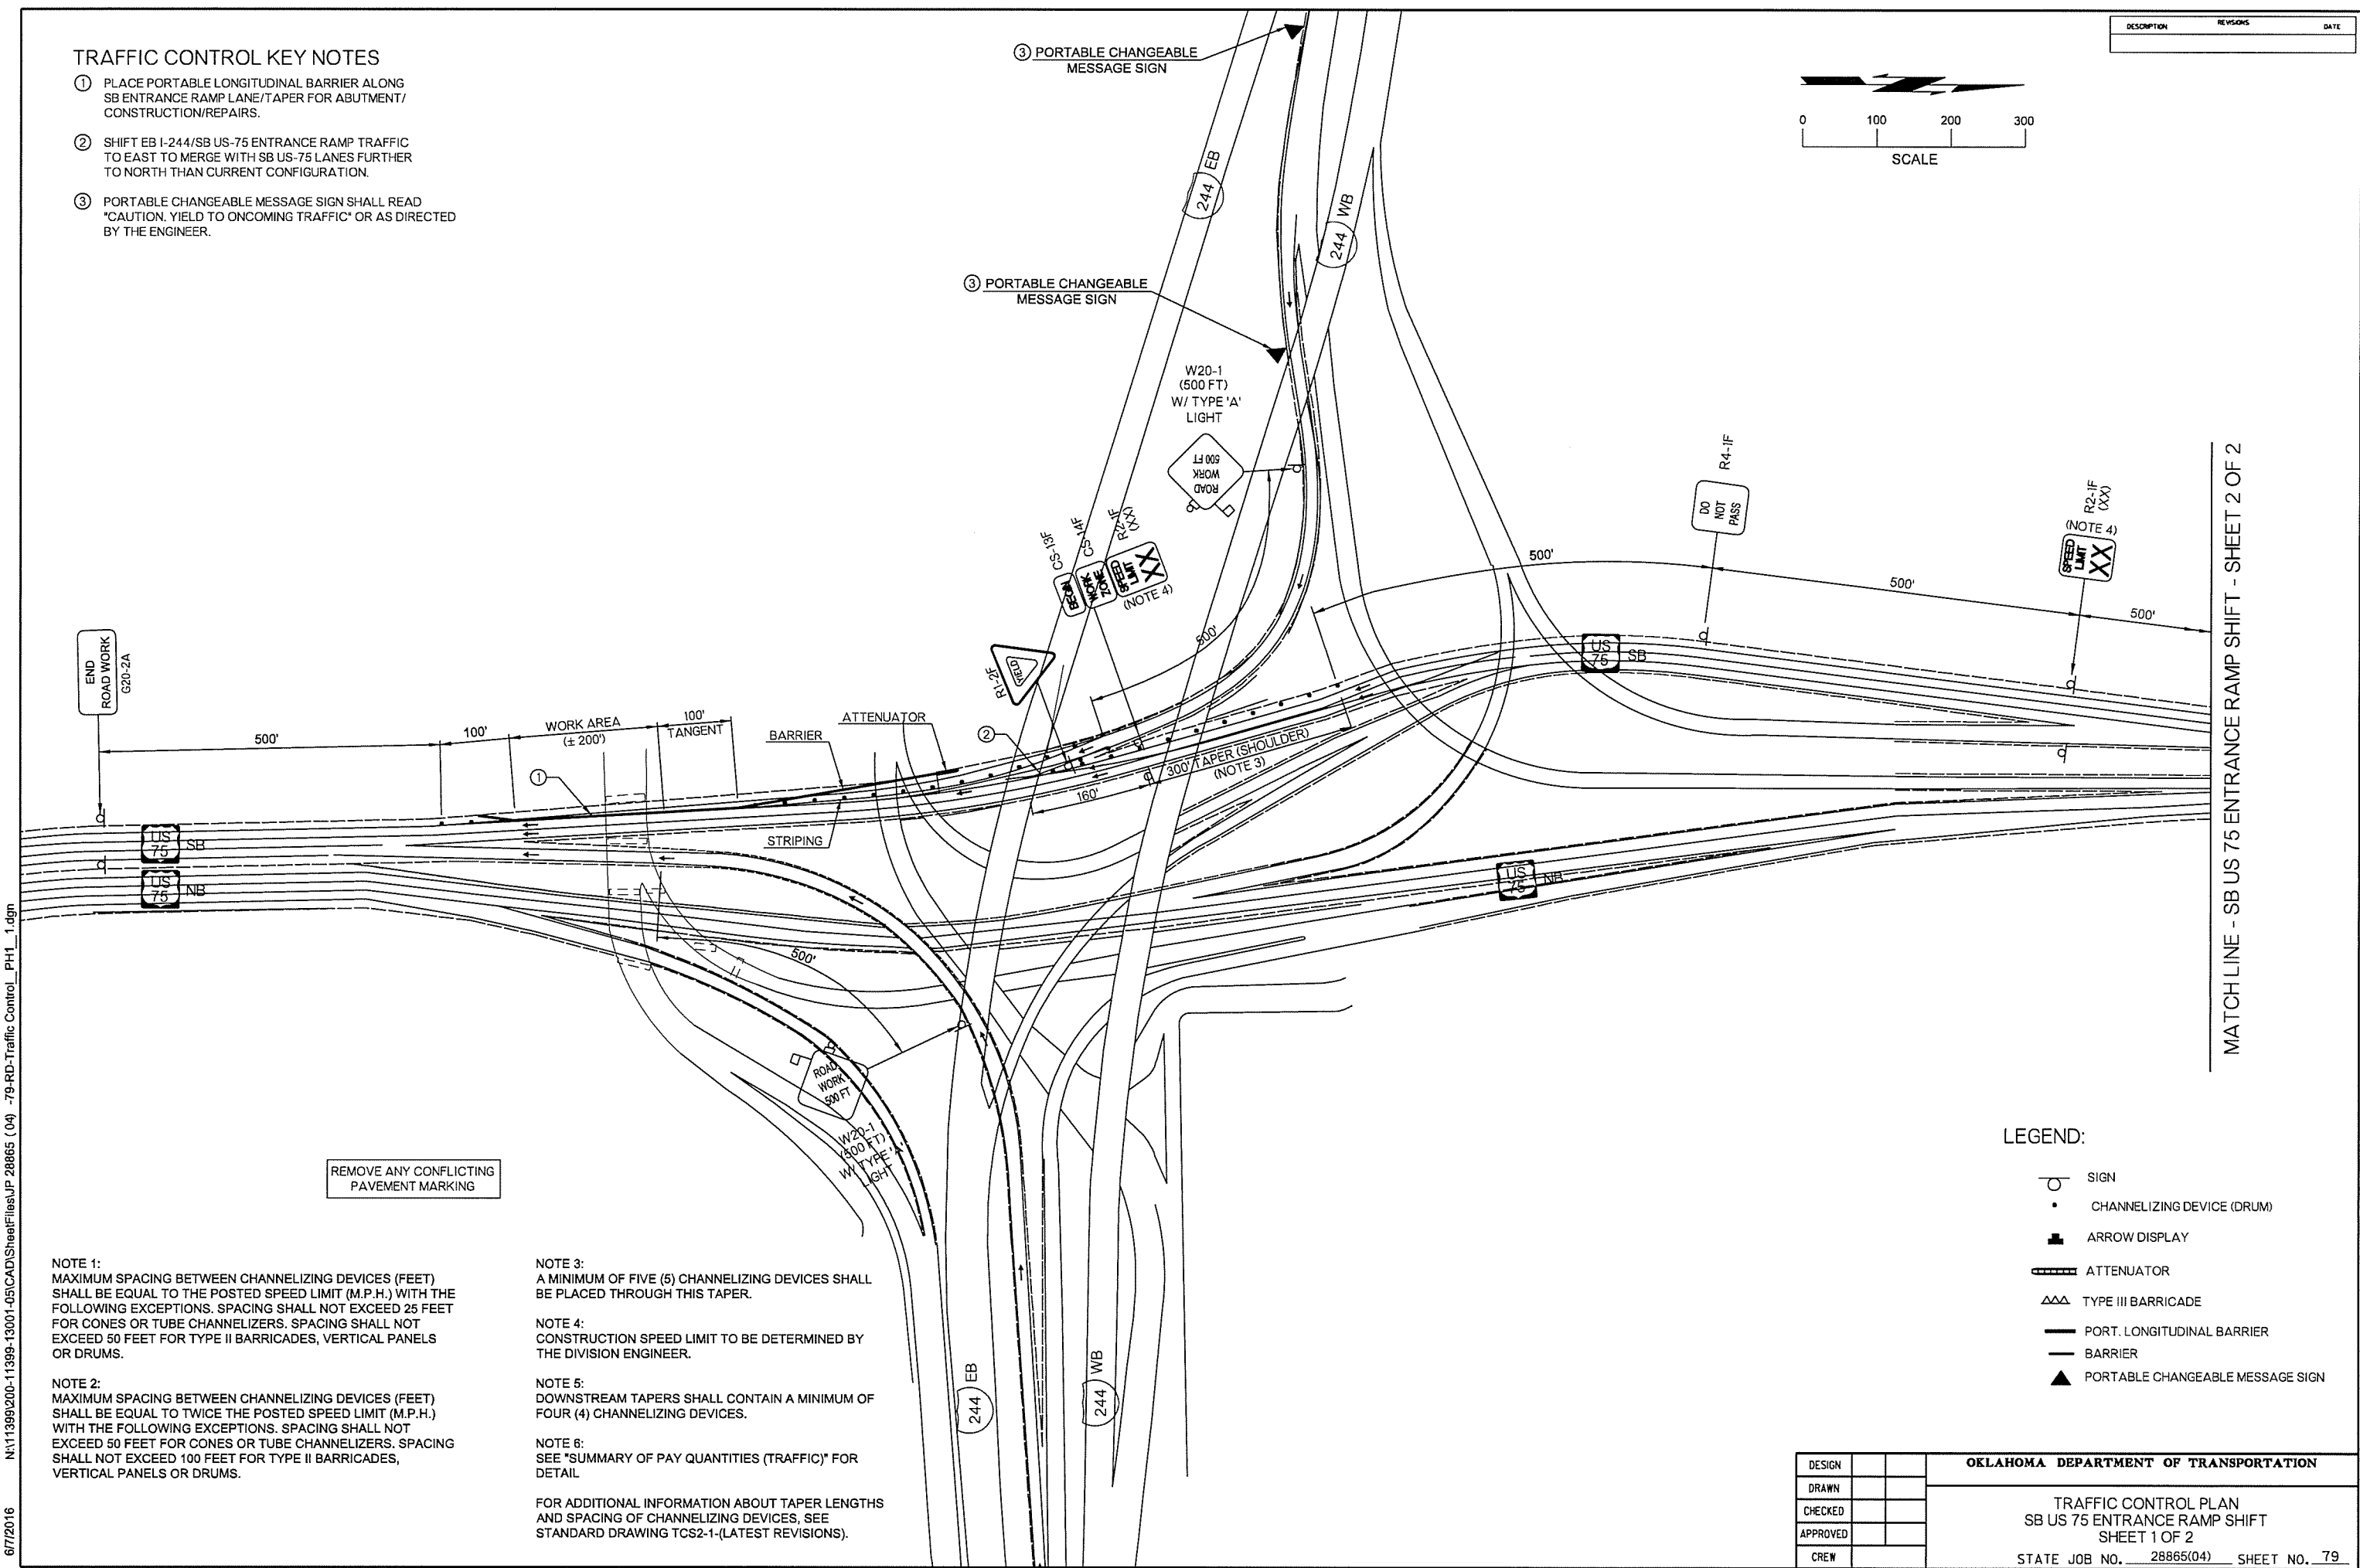 DESCRIPTION REVISIONS DATE
TRAFFIC CONTROL KEY NOTES
1 PLACE PORTABLE LONGITUDINAL BARRIER ALONG
SB ENTRANCE RAMP LANE/TAPER FOR ABUTMENT/
CONSTRUCTION/REPAIRS.
2 SHIFT EB I-244/SB US-75 ENTRANCE RAMP TRAFFIC
TO EAST TO MERGE WITH SB US-75 LANES FURTHER
TO NORTH THAN CURRENT CONFIGURATION.
3 PORTABLE CHANGEABLE MESSAGE SIGN SHALL READ
"CAUTION. YIELD TO ONCOMING TRAFFIC" OR AS DIRECTED
BY THE ENGINEER.
3 PORTABLE CHANGEABLE
MESSAGE SIGN
0 100 200 300
SCALE
244 EB
244 WB
3 PORTABLE CHANGEABLE
MESSAGE SIGN
W20-1
(500 FT)
W/ TYPE 'A'
LIGHT
ROAD
WORK
500 FT
CS-13F
CS-14F
R2-1F
(XX)
BEGIN
WORK
ZONE
SPEED
LIMIT
XX
(NOTE 4)
R1-2F
YIELD
500'
500'
R4-1F
DO
NOT
PASS
500'
R2-1F
(XX)
(NOTE 4)
SPEED
LIMIT
XX
500'
MATCH LINE - SB US 75 ENTRANCE RAMP SHIFT - SHEET 2 OF 2
END
ROAD WORK
G20-2A
500'
100'
WORK AREA
(± 200')
100'
TANGENT
BARRIER
ATTENUATOR
2
1
300' TAPER (SHOULDER)
(NOTE 3)
160'
STRIPING
US
75 SB
US
75 SB
US
75 NB
US
75 NB
500'
ROAD
WORK
500 FT
W20-1
(500 FT)
W/ TYPE 'A'
LIGHT
REMOVE ANY CONFLICTING
PAVEMENT MARKING
244 EB
244 WB
LEGEND:
SIGN
CHANNELIZING DEVICE (DRUM)
ARROW DISPLAY
ATTENUATOR
TYPE III BARRICADE
PORT. LONGITUDINAL BARRIER
BARRIER
PORTABLE CHANGEABLE MESSAGE SIGN
NOTE 1:
MAXIMUM SPACING BETWEEN CHANNELIZING DEVICES (FEET)
SHALL BE EQUAL TO THE POSTED SPEED LIMIT (M.P.H.) WITH THE
FOLLOWING EXCEPTIONS. SPACING SHALL NOT EXCEED 25 FEET
FOR CONES OR TUBE CHANNELIZERS. SPACING SHALL NOT
EXCEED 50 FEET FOR TYPE II BARRICADES, VERTICAL PANELS
OR DRUMS.
NOTE 2:
MAXIMUM SPACING BETWEEN CHANNELIZING DEVICES (FEET)
SHALL BE EQUAL TO TWICE THE POSTED SPEED LIMIT (M.P.H.)
WITH THE FOLLOWING EXCEPTIONS. SPACING SHALL NOT
EXCEED 50 FEET FOR CONES OR TUBE CHANNELIZERS. SPACING
SHALL NOT EXCEED 100 FEET FOR TYPE II BARRICADES,
VERTICAL PANELS OR DRUMS.
NOTE 3:
A MINIMUM OF FIVE (5) CHANNELIZING DEVICES SHALL
BE PLACED THROUGH THIS TAPER.
NOTE 4:
CONSTRUCTION SPEED LIMIT TO BE DETERMINED BY
THE DIVISION ENGINEER.
NOTE 5:
DOWNSTREAM TAPERS SHALL CONTAIN A MINIMUM OF
FOUR (4) CHANNELIZING DEVICES.
NOTE 6:
SEE "SUMMARY OF PAY QUANTITIES (TRAFFIC)" FOR
DETAIL
FOR ADDITIONAL INFORMATION ABOUT TAPER LENGTHS
AND SPACING OF CHANNELIZING DEVICES, SEE
STANDARD DRAWING TCS2-1-(LATEST REVISIONS).
6/7/2016 N:\11399\200-11399-13001-05\CAD\SheetFiles\JP 28865 (04) -79-RD-Traffic Control_PH1_1.dgn
DESIGN
DRAWN
CHECKED
APPROVED
CREW
OKLAHOMA DEPARTMENT OF TRANSPORTATION
TRAFFIC CONTROL PLAN
SB US 75 ENTRANCE RAMP SHIFT
SHEET 1 OF 2
STATE JOB NO. 28865(04) SHEET NO. 79